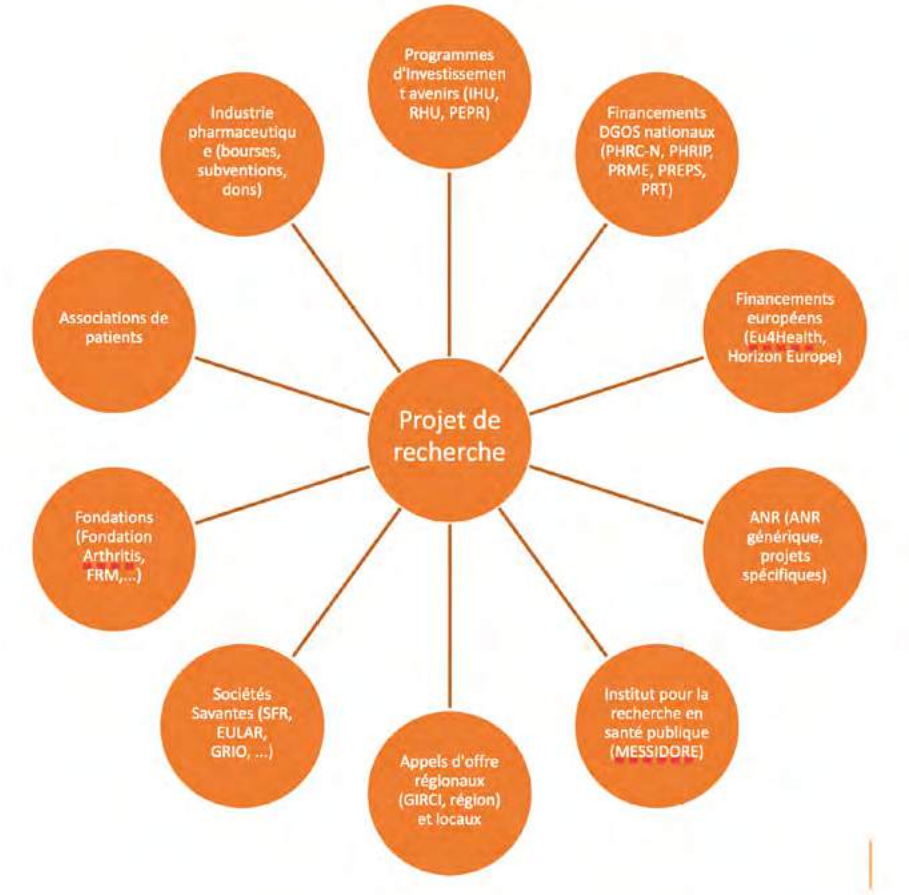 Programmes
d'Investissemen
t avenirs (IHU,
RHU, PEPR)
Financements
DGOS nationaux
(PHRC-N, PHRIP,
PRME, PREPS,
PRT)
Financements
européens
(Eu4Health,
Horizon Europe)
ANR (ANR
générique,
projets
spécifiques)
Institut pour la
recherche en
santé publique
(MESSIDORE)
Appels d'offre
régionaux
(GIRCI, région)
et locaux
Sociétés
Savantes (SFR,
EULAR,
GRIO, ...)
Fondations
(Fondation
Arthritis,
FRM,...)
Associations de
patients
Industrie
pharmaceutiqu
e (bourses,
subventions,
dons)
Projet de
recherche